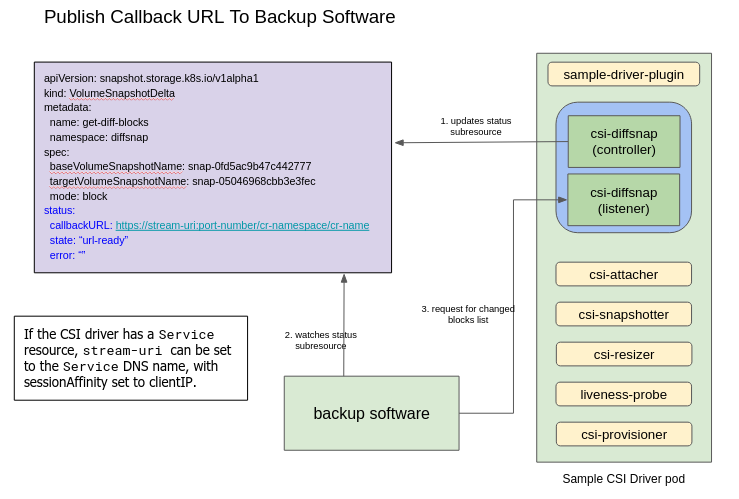 Publish Callback URL To Backup Software
apiVersion: snapshot.storage.k8s.io/v1alpha1
kind: VolumeSnapshotDelta
metadata:
name: get-diff-blocks
namespace: diffsnap
spec:
baseVolumeSnapshotName: snap-0fd5ac9b47c442777
targetVolumeSnapshotName: snap-05046968cbb3e3fec
mode: block
status:
callbackURL: https://stream-uri:port-number/cr-namespace/cr-name
state: “url-ready”
error: “”
1. updates status
subresource
sample-driver-plugin
csi-diffsnap
(controller)
csi-diffsnap
(listener)
csi-attacher
csi-snapshotter
csi-resizer
liveness-probe
csi-provisioner
Sample CSI Driver pod
3. request for changed
blocks list
2. watches status
subresource
If the CSI driver has a Service
resource, stream-uri can be set
to the Service DNS name, with
sessionAffinity set to clientIP.
backup software